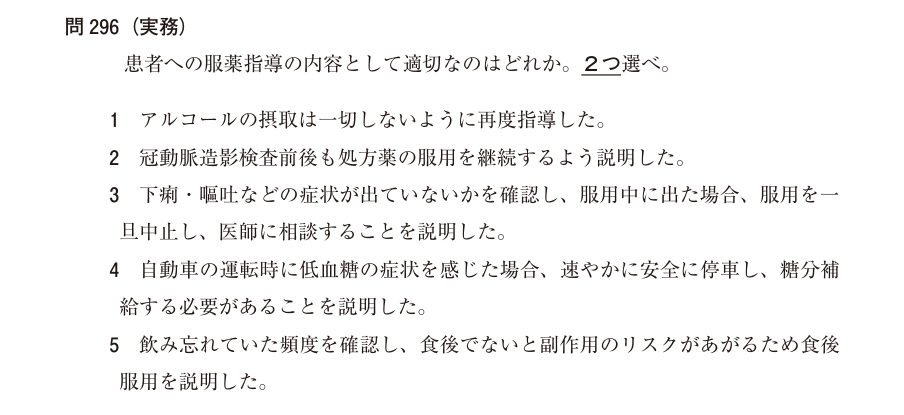 問 296（実務）
患者への服薬指導の内容として適切なのはどれか。２つ選べ。
1　アルコールの摂取は一切しないように再度指導した。
2　冠動脈造影検査前後も処方薬の服用を継続するよう説明した。
3　下痢・嘔吐などの症状が出ていないかを確認し、服用中に出た場合、服用を一
旦中止し、医師に相談することを説明した。
4　自動車の運転時に低血糖の症状を感じた場合、速やかに安全に停車し、糖分補
給する必要があることを説明した。
5　飲み忘れていた頻度を確認し、食後でないと副作用のリスクがあがるため食後
服用を説明した。